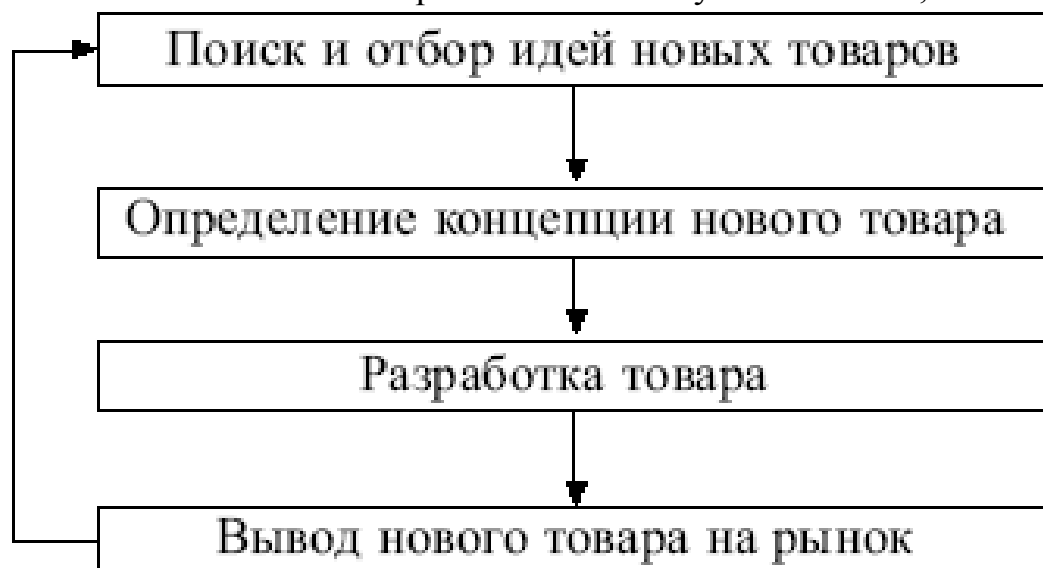 Поиск и отбор идей новых товаров
Определение концепции нового товара
Разработка товара
Вывод нового товара на рынок